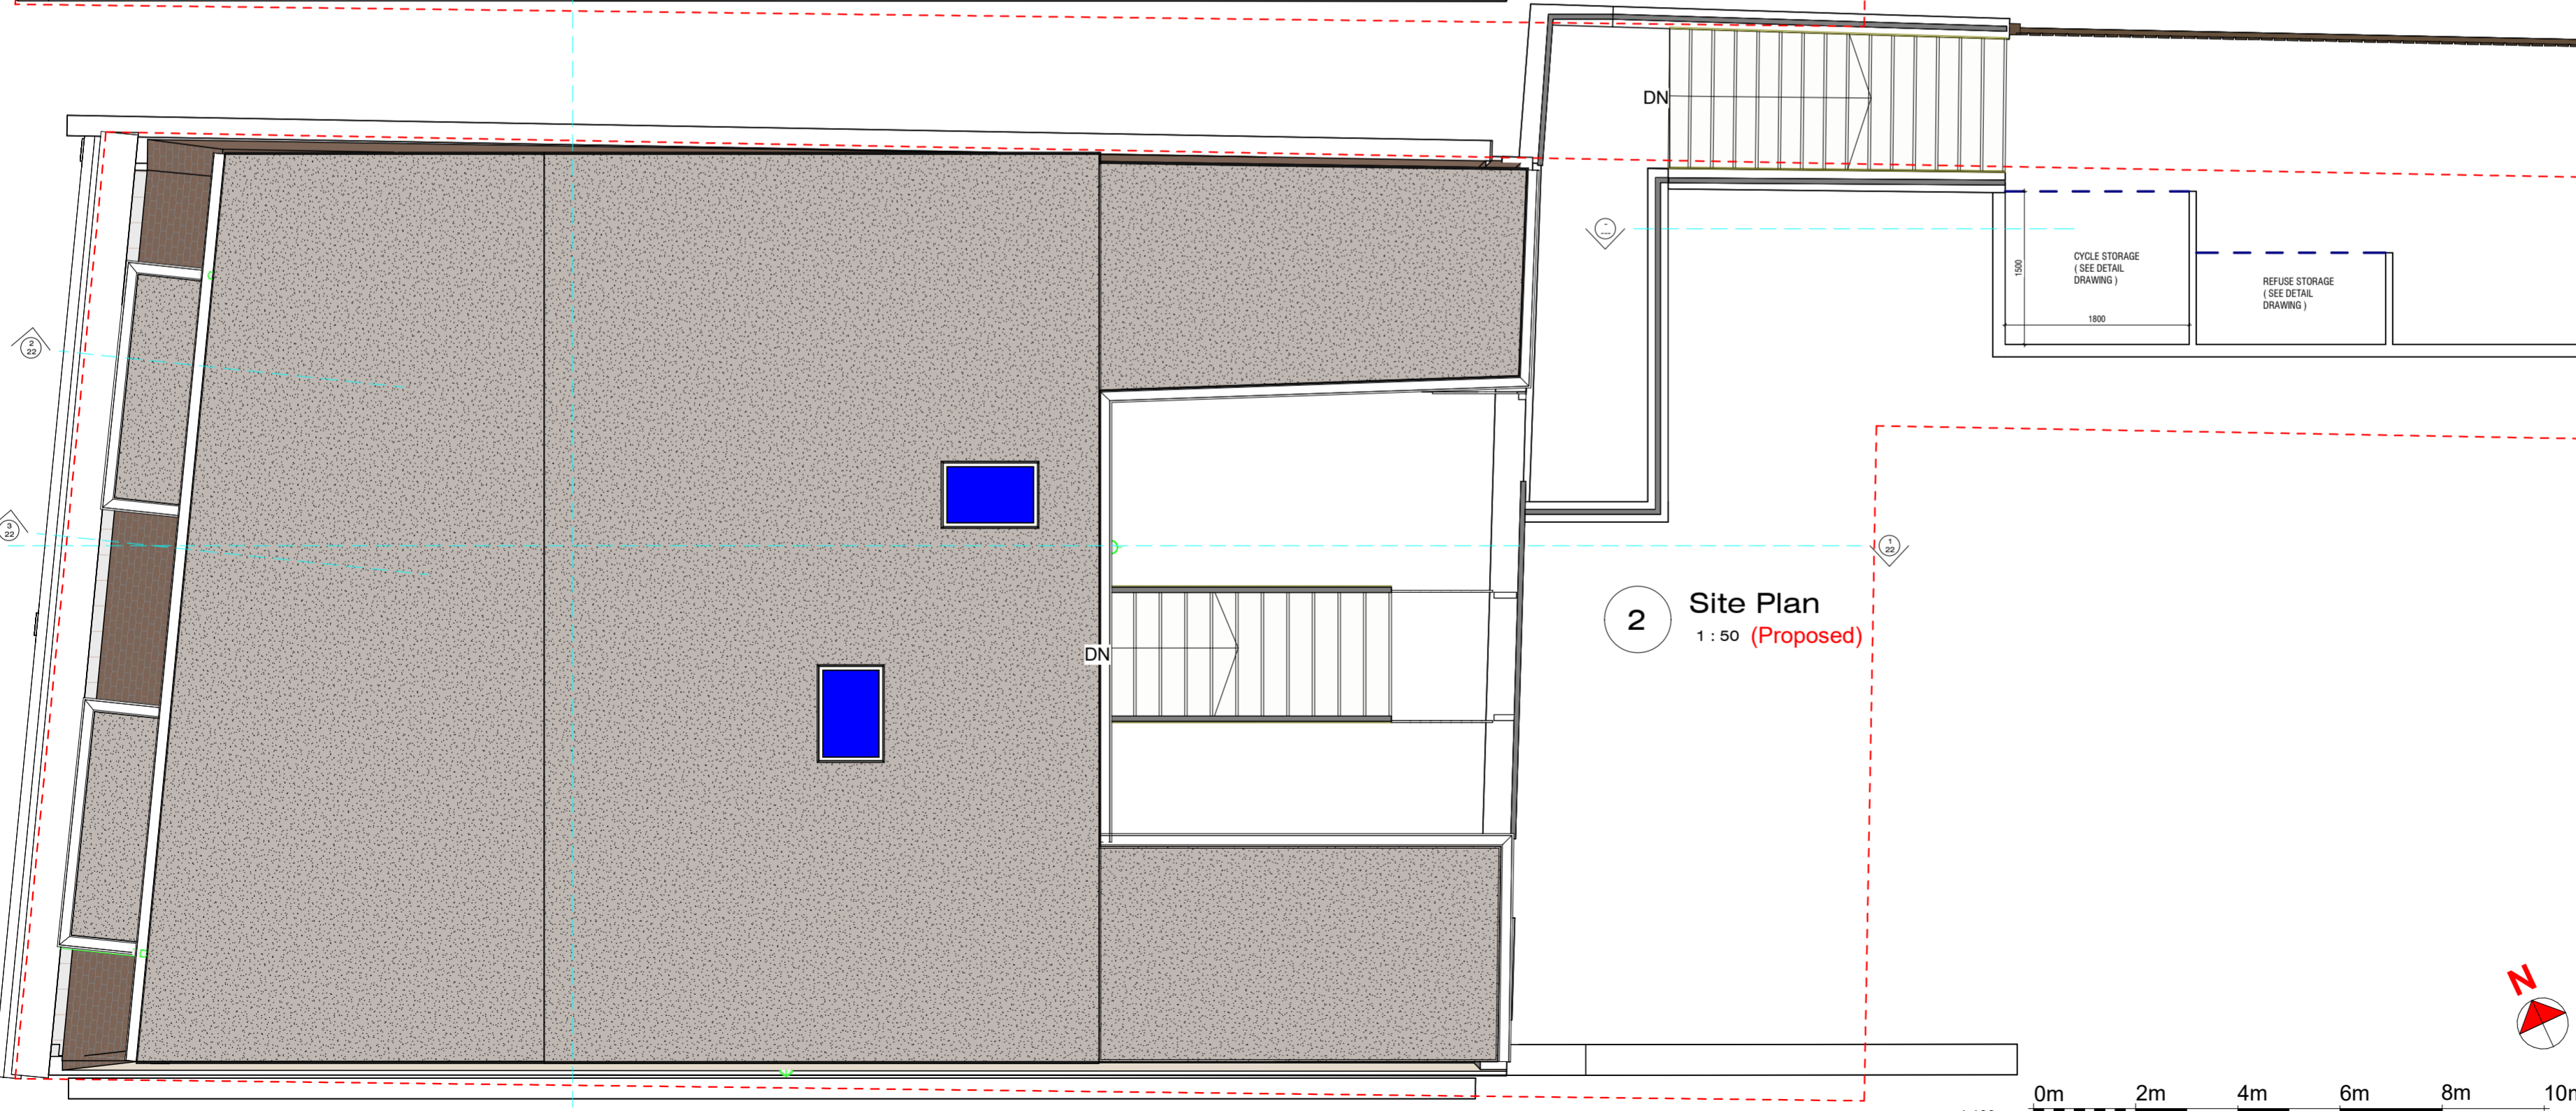 DN
-
---
CYCLE STORAGE
( SEE DETAIL
DRAWING )
1500
1800
REFUSE STORAGE
( SEE DETAIL
DRAWING )
2
22
3
22
1
22
DN
2
Site Plan
1 : 50 (Proposed)
N
0m 2m 4m 6m 8m